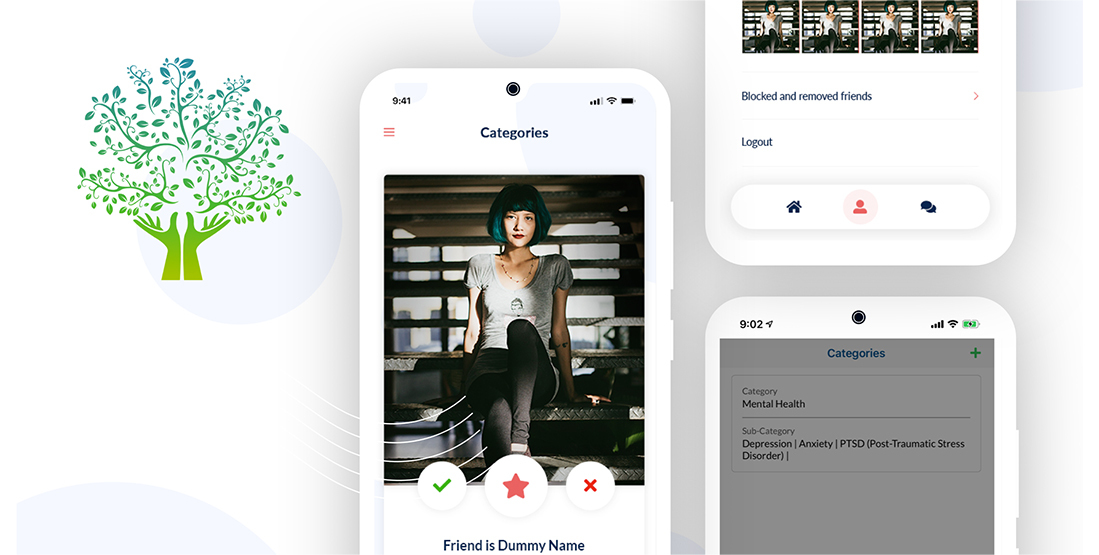 9:41
Categories
Friend is Dummy Name
Blocked and removed friends
Logout
9:02
Categories
Category
Mental Health
Sub-Category
Depression | Anxiety | PTSD (Post-Traumatic Stress
Disorder) |